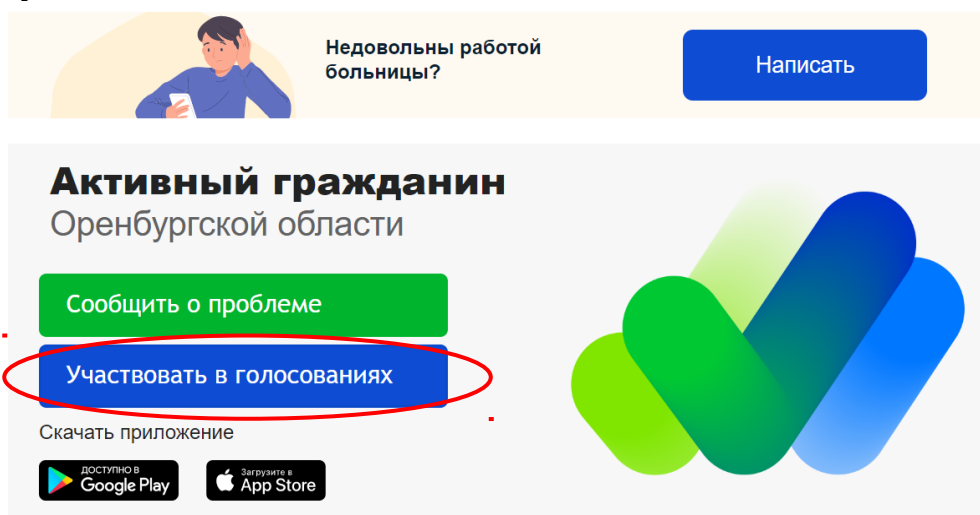 Недовольны работой
больницы?
Написать
Активный гражданин
Оренбургской области
Сообщить о проблеме
Участвовать в голосованиях
Скачать приложение
ДОСТУПНО В
Google Play
Загрузите в
App Store